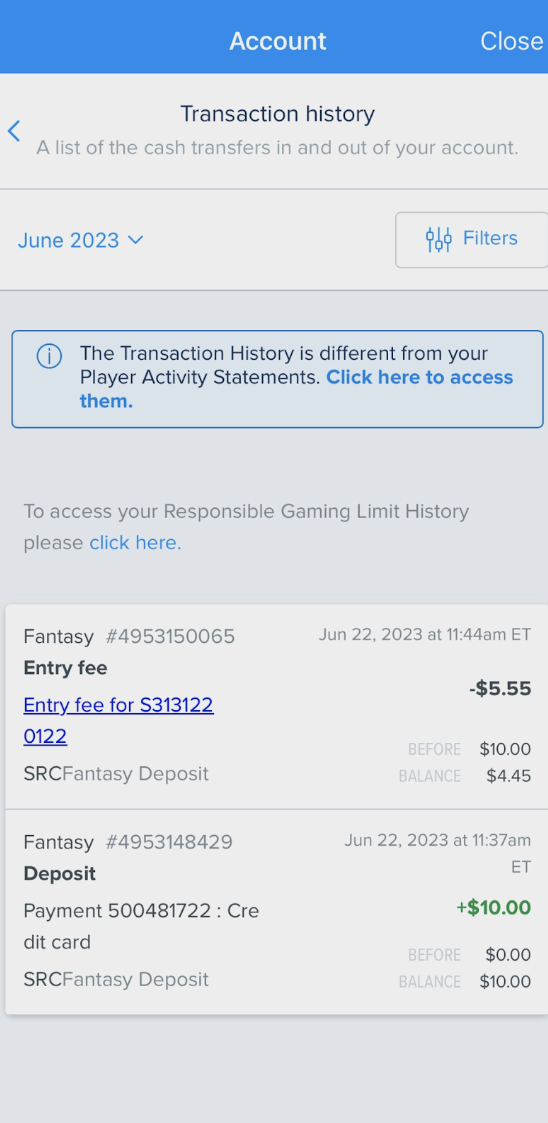 Account
Close
Transaction history
A list of the cash transfers in and out of your account.
June 2023
Filters
The Transaction History is different from your
Player Activity Statements. Click here to access
them.
To access your Responsible Gaming Limit History
please click here.
Fantasy #4953150065
Jun 22, 2023 at 11:44am ET
Entry fee
-$5.55
Entry fee for S313122
0122
BEFORE $10.00
SRCFantasy Deposit
BALANCE $4.45
Fantasy #4953148429
Jun 22, 2023 at 11:37am
ET
Deposit
+$10.00
Payment 500481722 : Cre
dit card
BEFORE $0.00
SRCFantasy Deposit
BALANCE $10.00